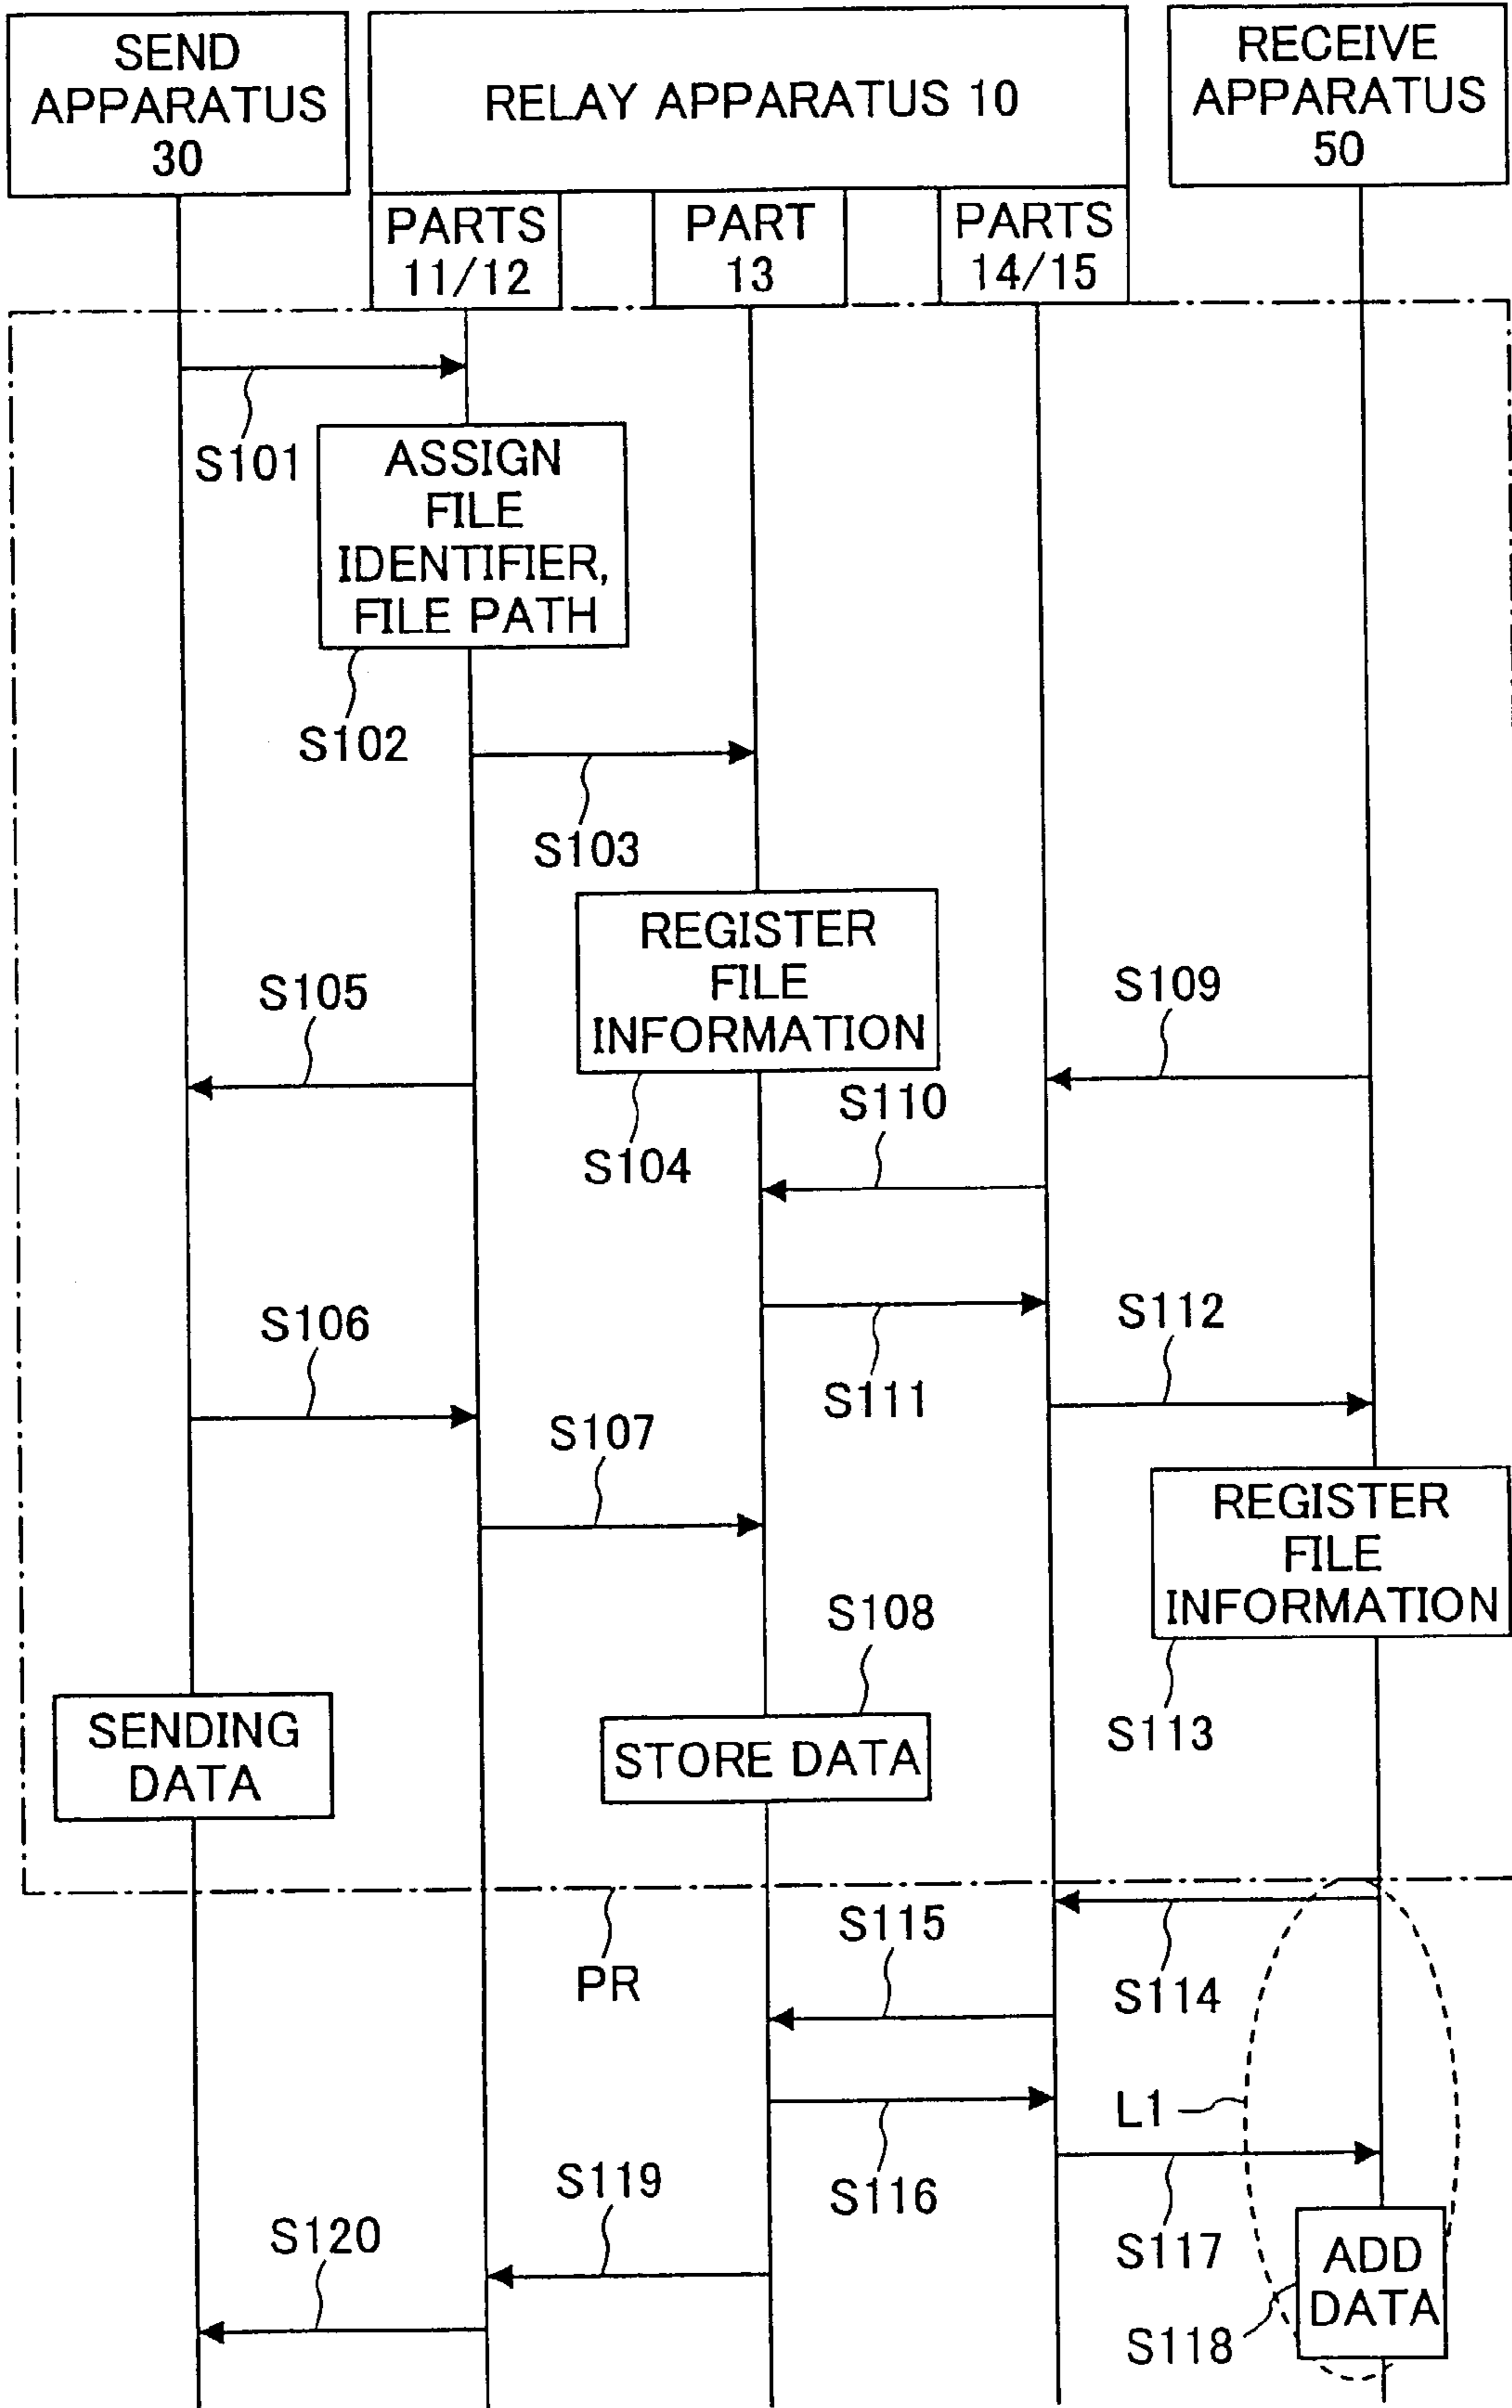 SEND
APPARATUS
30
RELAY APPARATUS 10
RECEIVE
APPARATUS
50
PARTS
11/12
PART
13
PARTS
14/15
S101
ASSIGN
FILE
IDENTIFIER,
FILE PATH
S102
S103
REGISTER
FILE
INFORMATION
S104
S105
S109
S110
S106
S111
S112
S107
REGISTER
FILE
INFORMATION
S113
S108
SENDING
DATA
STORE DATA
PR
S115
S114
L1
S116
S117
S119
S120
ADD
DATA
S118